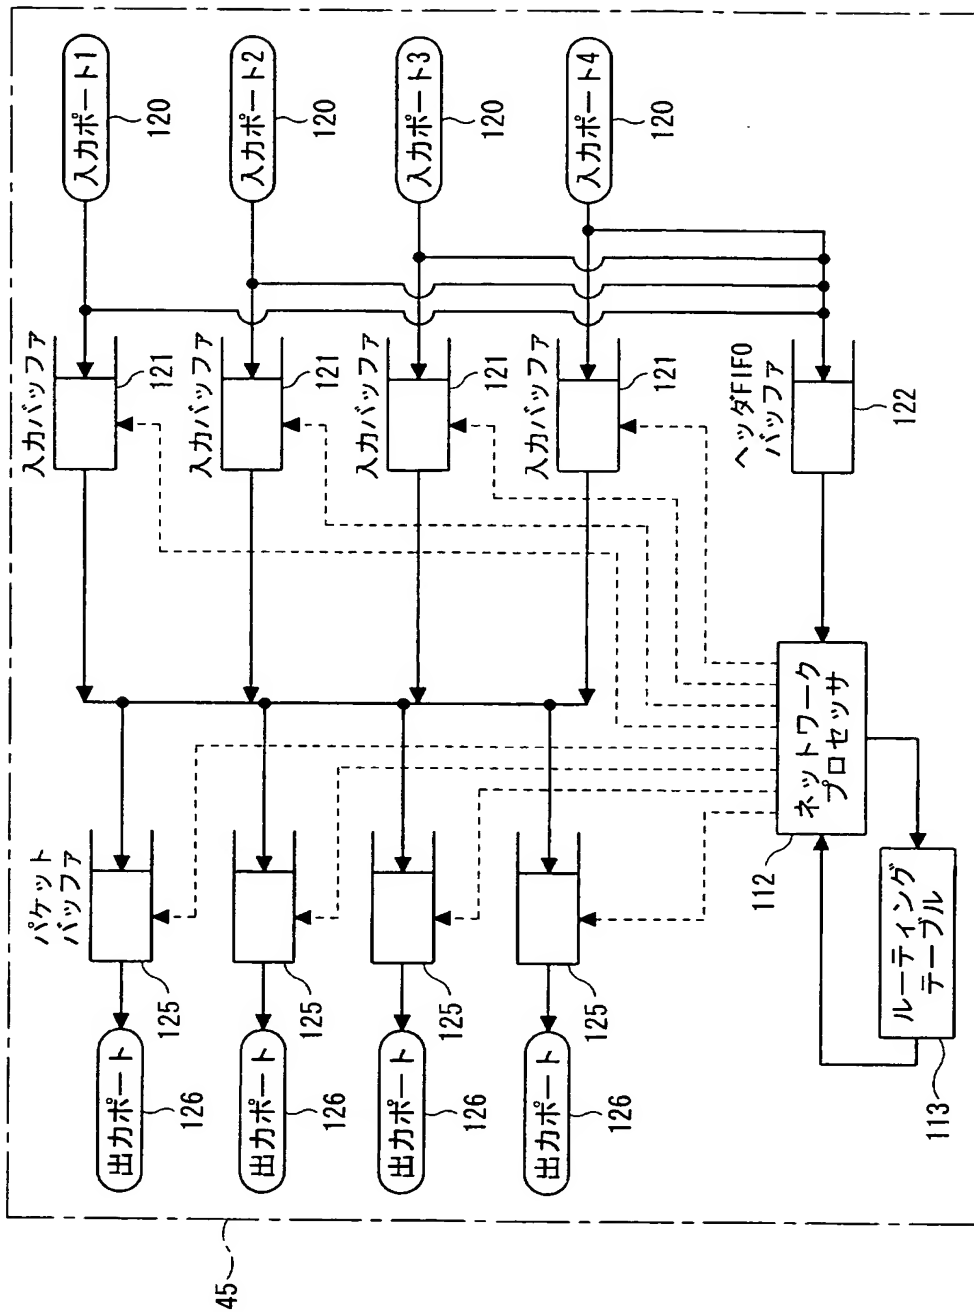 入力ポート1
120
入力ポート2
120
入力ポート3
120
入力ポート4
120
入力バッファ
121
入力バッファ
121
入力バッファ
121
入力バッファ
121
ヘッダFIFO
バッファ
122
パケット
バッファ
125
125
125
125
ネットワーク
プロセッサ
112
ルーティング
テーブル
113
出力ポート
126
出力ポート
126
出力ポート
126
出力ポート
126
45